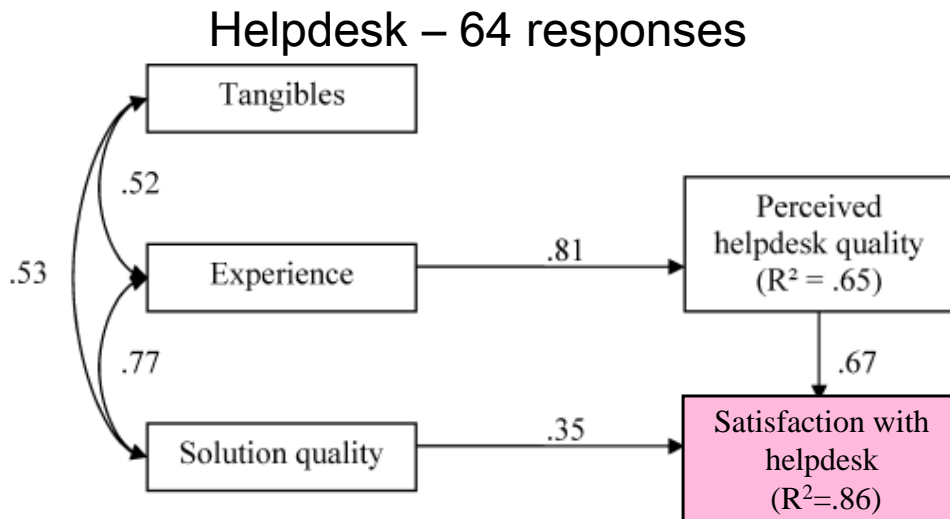 Helpdesk – 64 responses
Tangibles
.52
Perceived
helpdesk quality
(R² = .65)
.81
Experience
.53
.77
.67
.35
Solution quality
Satisfaction with
helpdesk
(R²=.86)